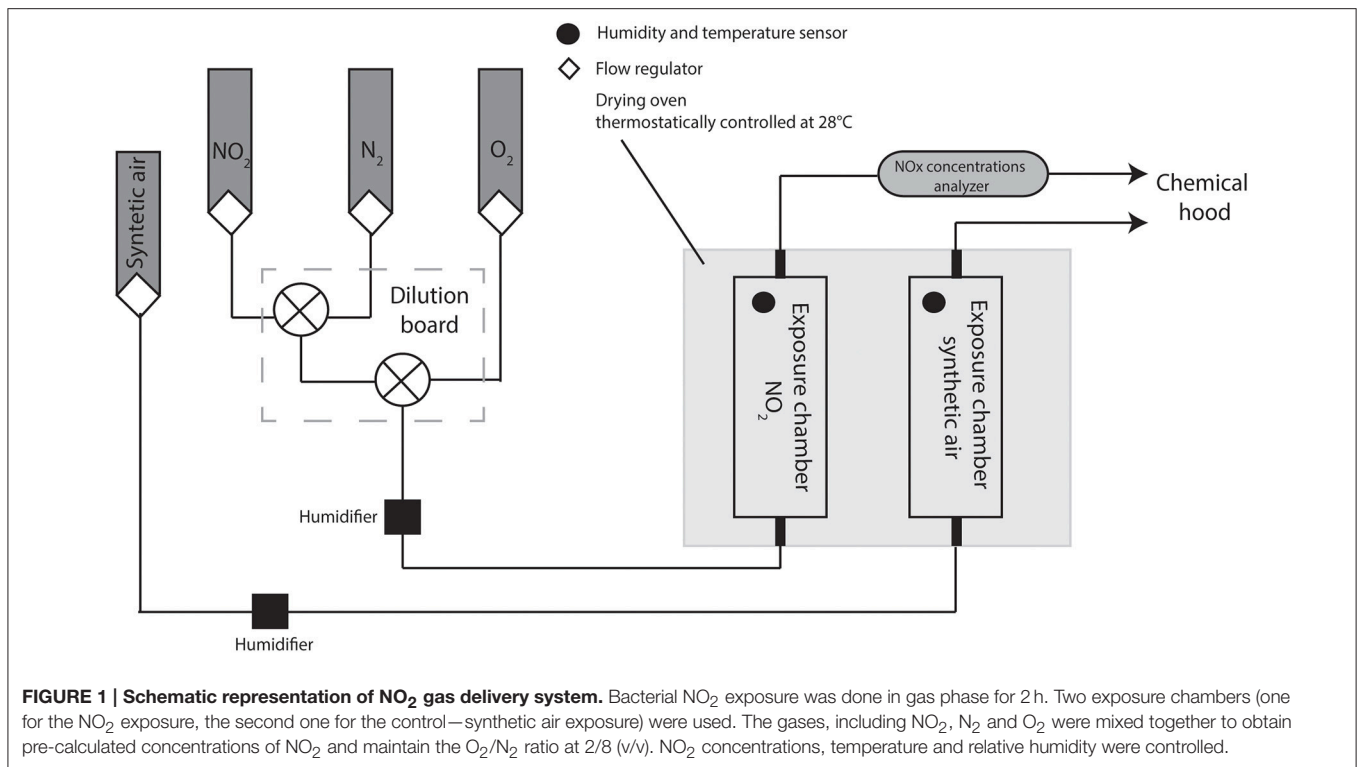 Humidity and temperature sensor
Flow regulator
Drying oven
thermostatically controlled at 28°C
NO₂
N₂
O₂
Syntetic air
NOx concentrations
analyzer
Chemical
hood
Dilution
board
Exposure chamber
NO₂
Exposure chamber
synthetic air
Humidifier
Humidifier
FIGURE 1 | Schematic representation of NO₂ gas delivery system. Bacterial NO₂ exposure was done in gas phase for 2 h. Two exposure chambers (one
for the NO₂ exposure, the second one for the control—synthetic air exposure) were used. The gases, including NO₂, N₂ and O₂ were mixed together to obtain
pre-calculated concentrations of NO₂ and maintain the O₂/N₂ ratio at 2/8 (v/v). NO₂ concentrations, temperature and relative humidity were controlled.